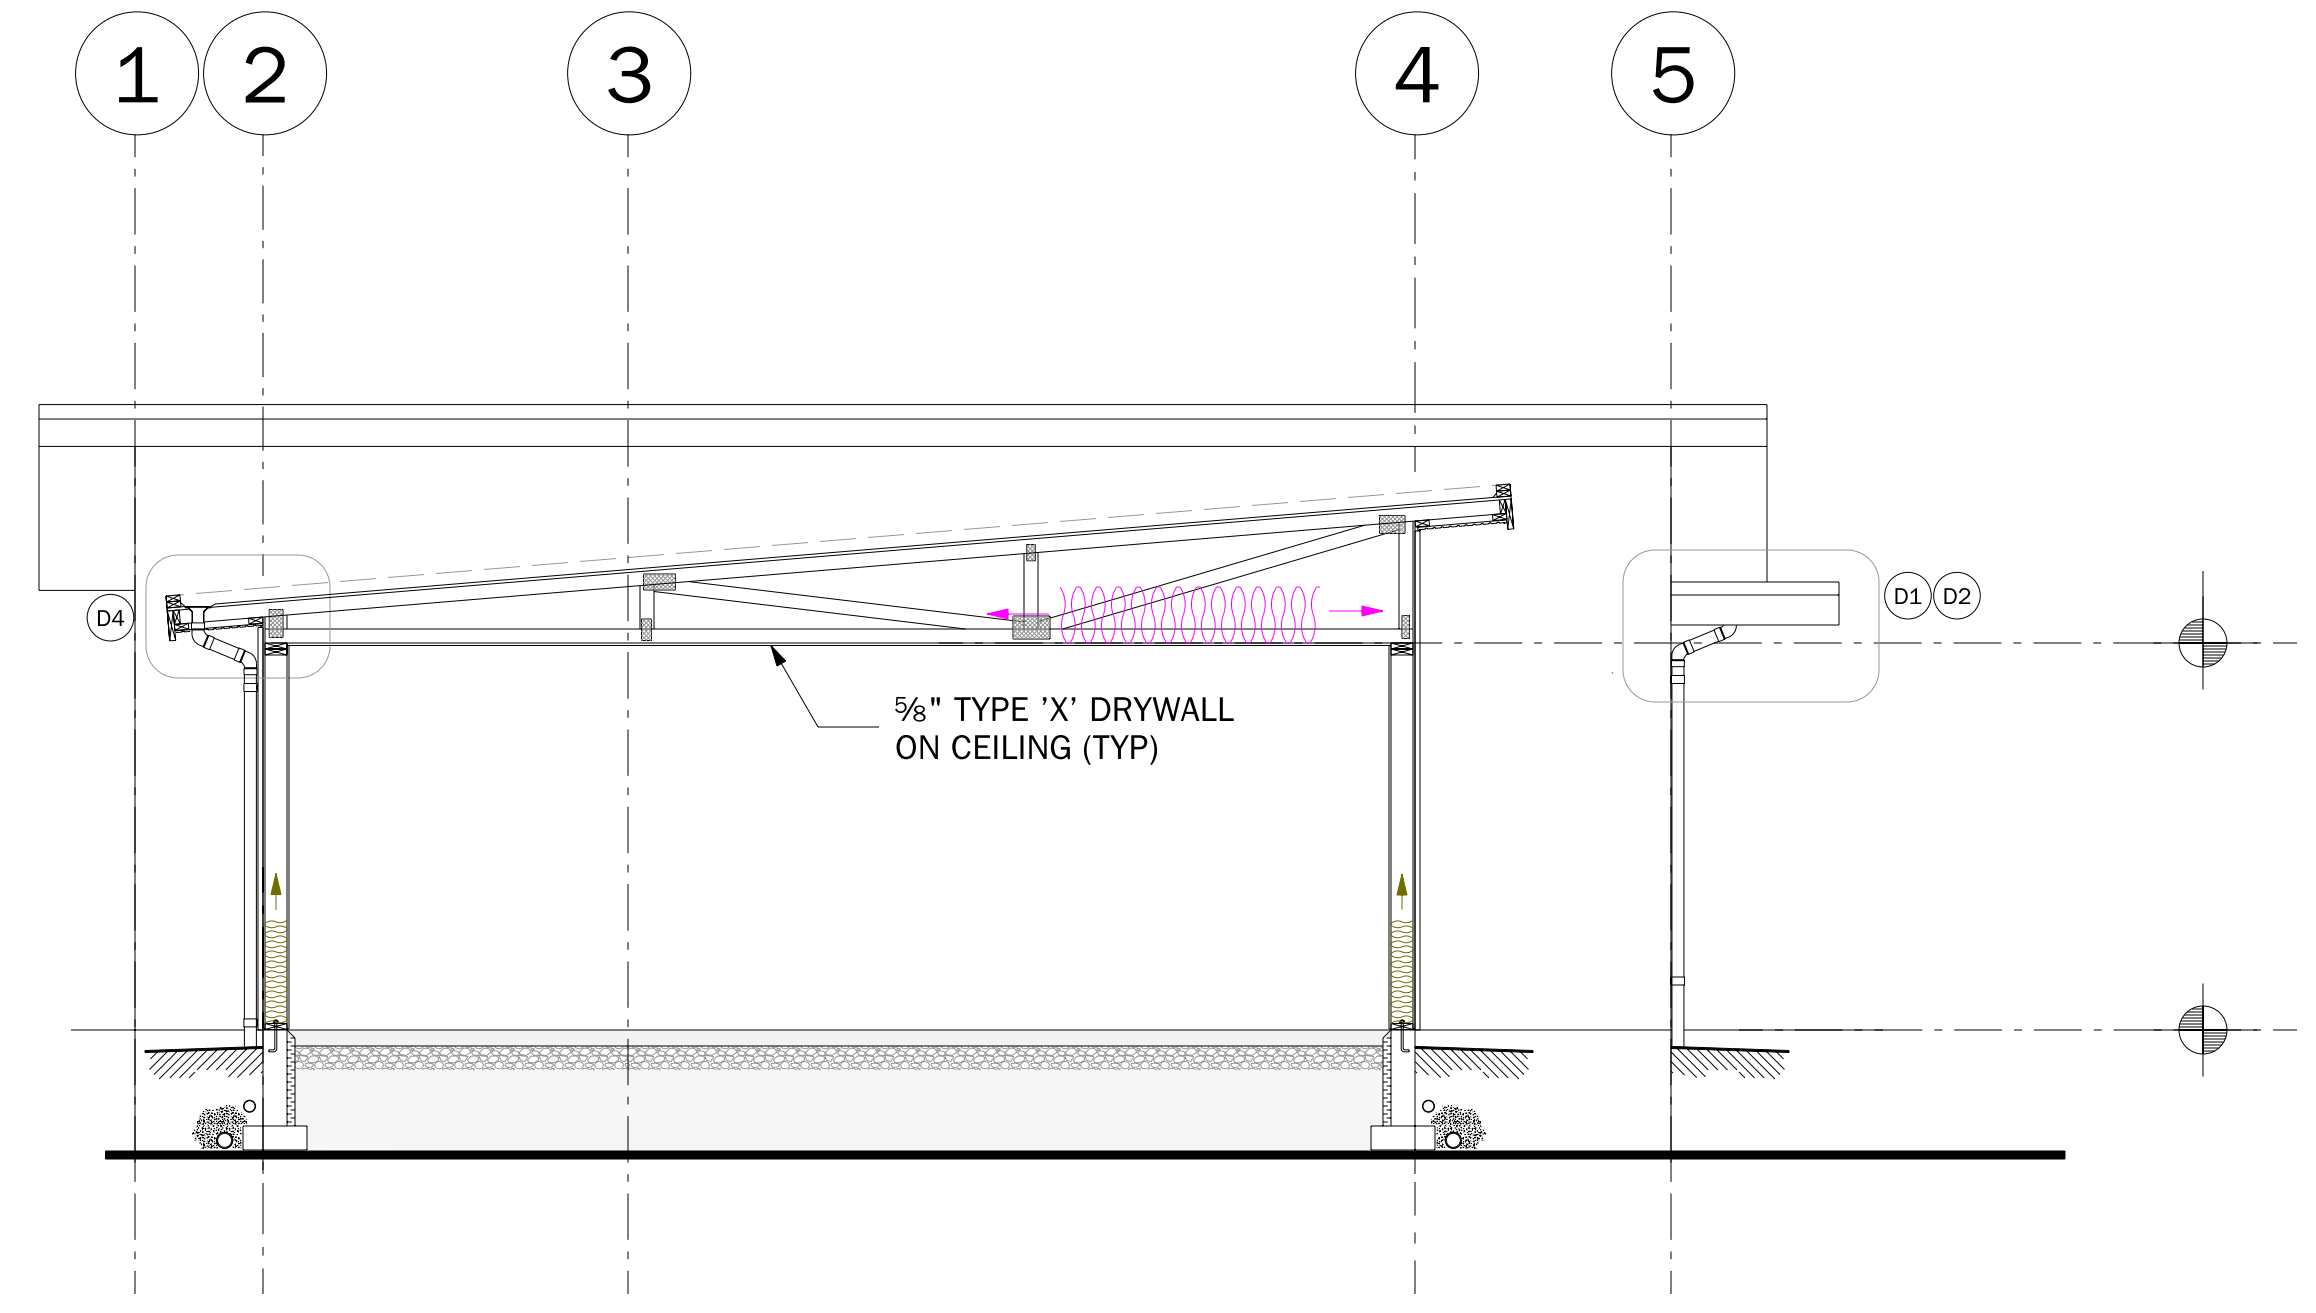 1 2 3 4 5
D4
D1 D2
⅝" TYPE 'X' DRYWALL
ON CEILING (TYP)